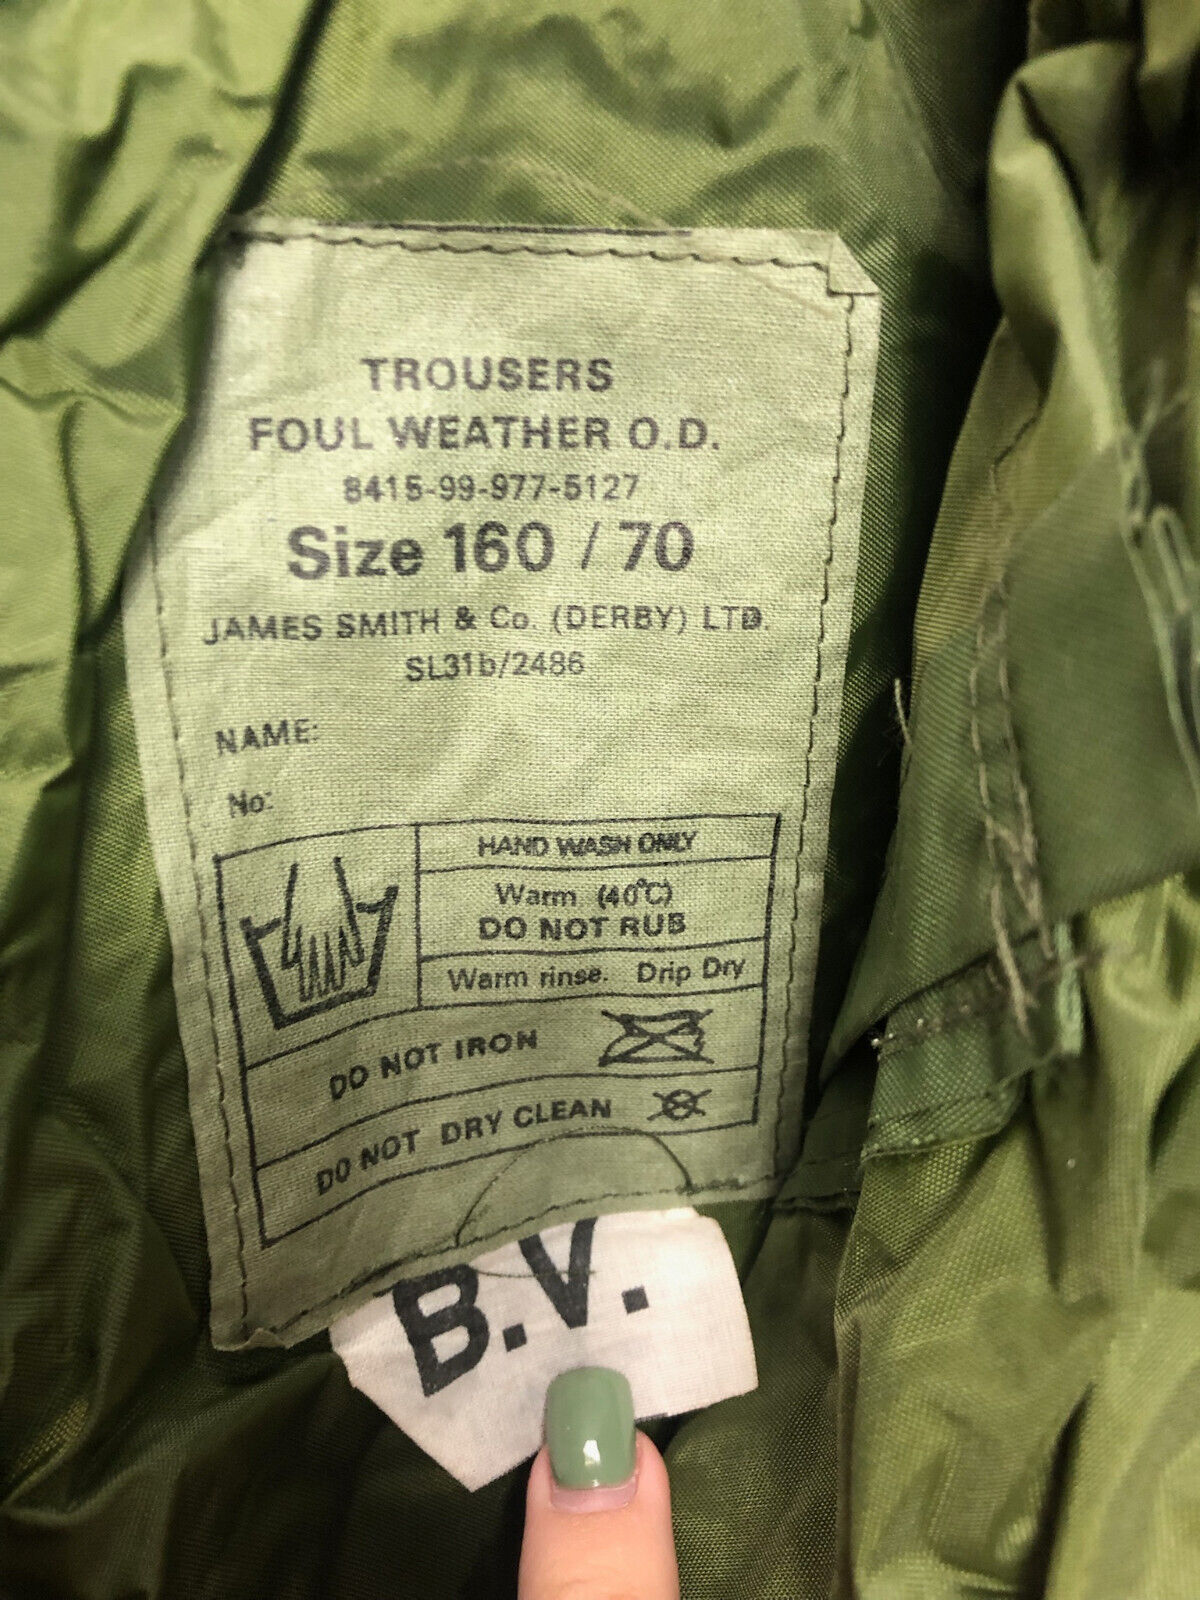 TROUSERS
FOUL WEATHER O.D.
8415-99-977-5127
Size 160 / 70
JAMES SMITH & Co. (DERBY) LTD.
SL31b/2486
NAME:
No:
HAND WASH ONLY
Warm (40°C)
DO NOT RUB
Warm rinse. Drip Dry
DO NOT IRON
DO NOT DRY CLEAN
B.V.